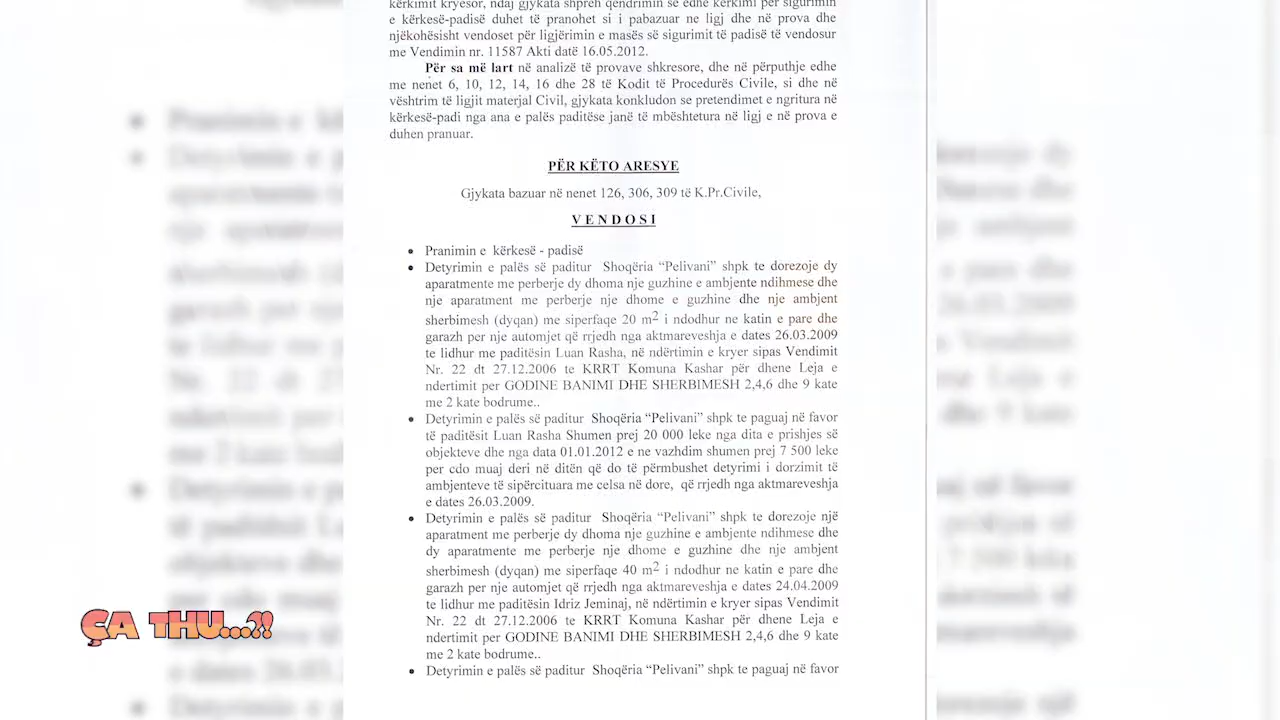 kërkimit kryesor, ndaj gjykata shpreh qëndrimin se edhe kërkimi për sigurimin
e kërkesë-padisë duhet të pranohet si i pabazuar ne ligj dhe në prova dhe
njëkohësisht vendoset për ligjërimin e masës së sigurimit të padisë të vendosur
me Vendimin nr. 11587 Akti datë 16.05.2012.
Për sa më lart në analizë të provave shkresore, dhe në përputhje edhe
me nenet 6, 10, 12, 14, 16 dhe 28 të Kodit të Procedurës Civile, si dhe në
vështrim të ligjit materjal Civil, gjykata konkludon se pretendimet e ngritura në
kërkesë-padi nga ana e palës paditëse janë të mbështetura në ligj e në prova e
duhen pranuar.
PËR KËTO ARESYE
Gjykata bazuar në nenet 126, 306, 309 të K.Pr.Civile,
V E N D O S I
• Pranimin e kërkesë - padisë
• Detyrimin e palës së paditur Shoqëria “Pelivani” shpk te dorezoje dy
aparatmente me perberje dy dhoma nje guzhine e ambjente ndihmese dhe
nje aparatment me perberje nje dhome e guzhine dhe nje ambjent
sherbimesh (dyqan) me siperfaqe 20 m2 i ndodhur ne katin e pare dhe
garazh per nje automjet që rrjedh nga aktmareveshja e dates 26.03.2009
te lidhur me paditësin Luan Rasha, në ndërtimin e kryer sipas Vendimit
Nr. 22 dt 27.12.2006 te KRRT Komuna Kashar për dhene Leja e
ndertimit per GODINE BANIMI DHE SHERBIMESH 2,4,6 dhe 9 kate
me 2 kate bodrume..
• Detyrimin e palës së paditur Shoqëria “Pelivani” shpk te paguaj në favor
të paditësit Luan Rasha Shumen prej 20 000 leke nga dita e prishjes së
objekteve dhe nga data 01.01.2012 e ne vazhdim shumen prej 7 500 leke
per cdo muaj deri në ditën që do të përmbushet detyrimi i dorzimit të
ambjenteve të sipërcituara me celsa në dore, që rrjedh nga aktmareveshja
e dates 26.03.2009.
• Detyrimin e palës së paditur Shoqëria “Pelivani” shpk te dorezoje një
apartment me perberje dy dhoma nje guzhine e ambjente ndihmese dhe
dy aparatmente me perberje nje dhome e guzhine dhe nje ambjent
sherbimesh (dyqan) me siperfaqe 40 m2 i ndodhur ne katin e pare dhe
garazh per nje automjet që rrjedh nga aktmareveshja e dates 24.04.2009
te lidhur me paditësin Idriz Jeminaj, në ndërtimin e kryer sipas Vendimit
Nr. 22 dt 27.12.2006 te KRRT Komuna Kashar për dhene Leja e
ndertimit per GODINE BANIMI DHE SHERBIMESH 2,4,6 dhe 9 kate
me 2 kate bodrume..
• Detyrimin e palës së paditur Shoqëria “Pelivani” shpk te paguaj në favor
ÇA THU...?!